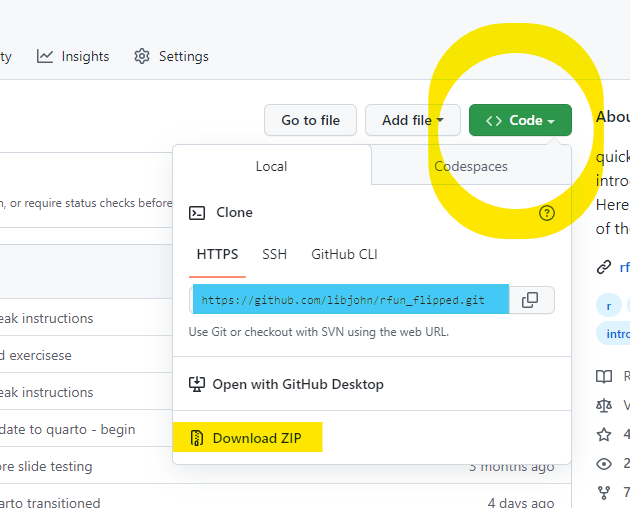 ty
Insights
Settings
Go to file
Add file
<> Code
Abou
Local
Codespaces
quick
intro
Here
of the
n, or require status checks before
Clone
HTTPS
SSH
GitHub CLI
rf
https://github.com/libjohn/rfun_flipped.git
r
eak instructions
Use Git or checkout with SVN using the web URL.
intro
d exercisese
Open with GitHub Desktop
R
eak instructions
V
date to quarto - begin
Download ZIP
4
ore slide testing
3 months ago
2
arto transitioned
4 days ago
7